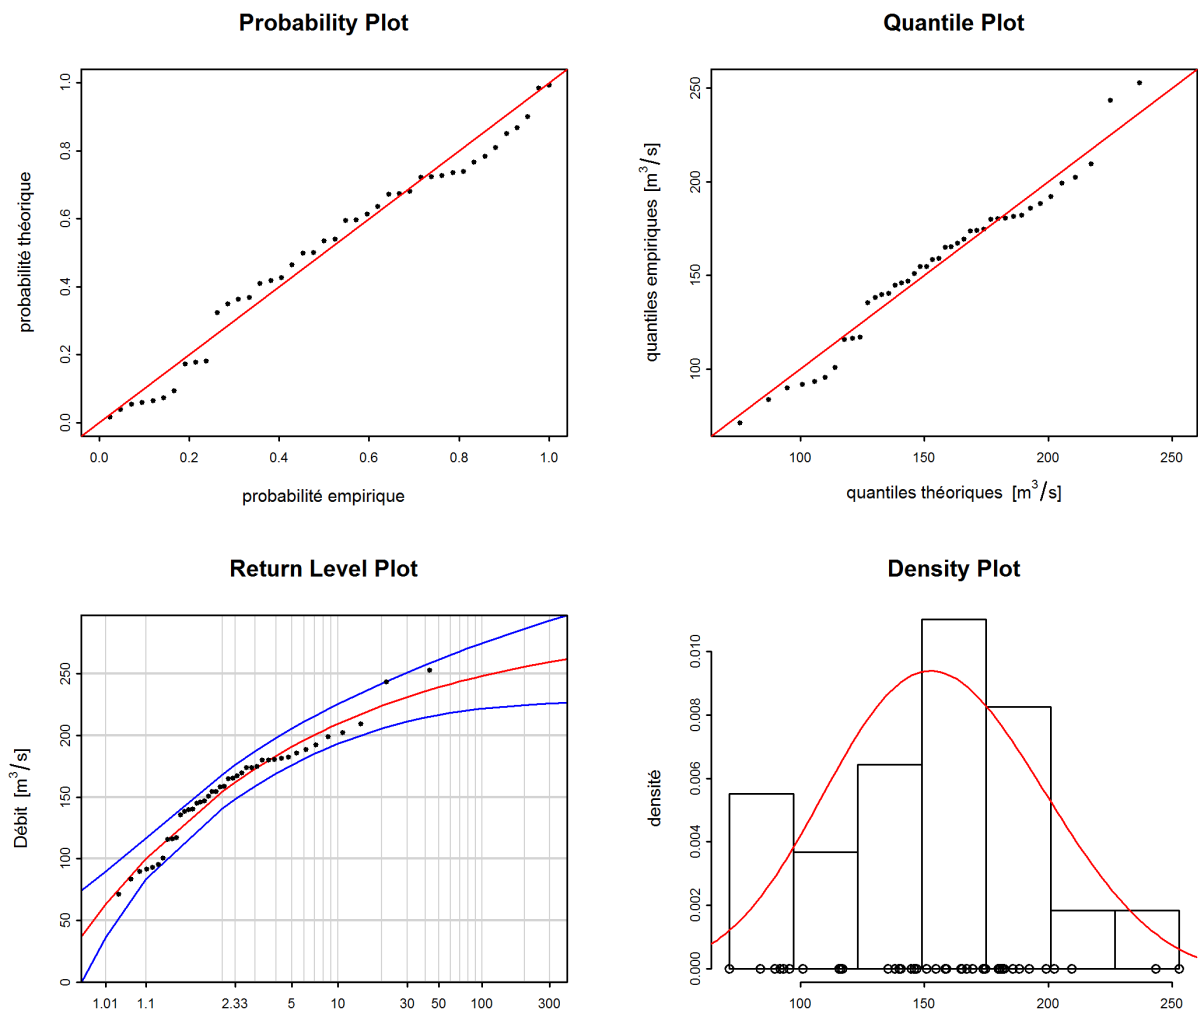 Probability Plot
probabilité théorique
1.0
0.8
0.6
0.4
0.2
0.0
0.0 0.2 0.4 0.6 0.8 1.0
probabilité empirique
Quantile Plot
quantiles empiriques [m³/s]
250
200
150
100
100 150 200 250
quantiles théoriques [m³/s]
Return Level Plot
Débit [m³/s]
250
200
150
100
50
0
1.01 1.1 2.33 5 10 30 50 100 300
Density Plot
densité
0.010
0.008
0.006
0.004
0.002
0.000
100 150 200 250